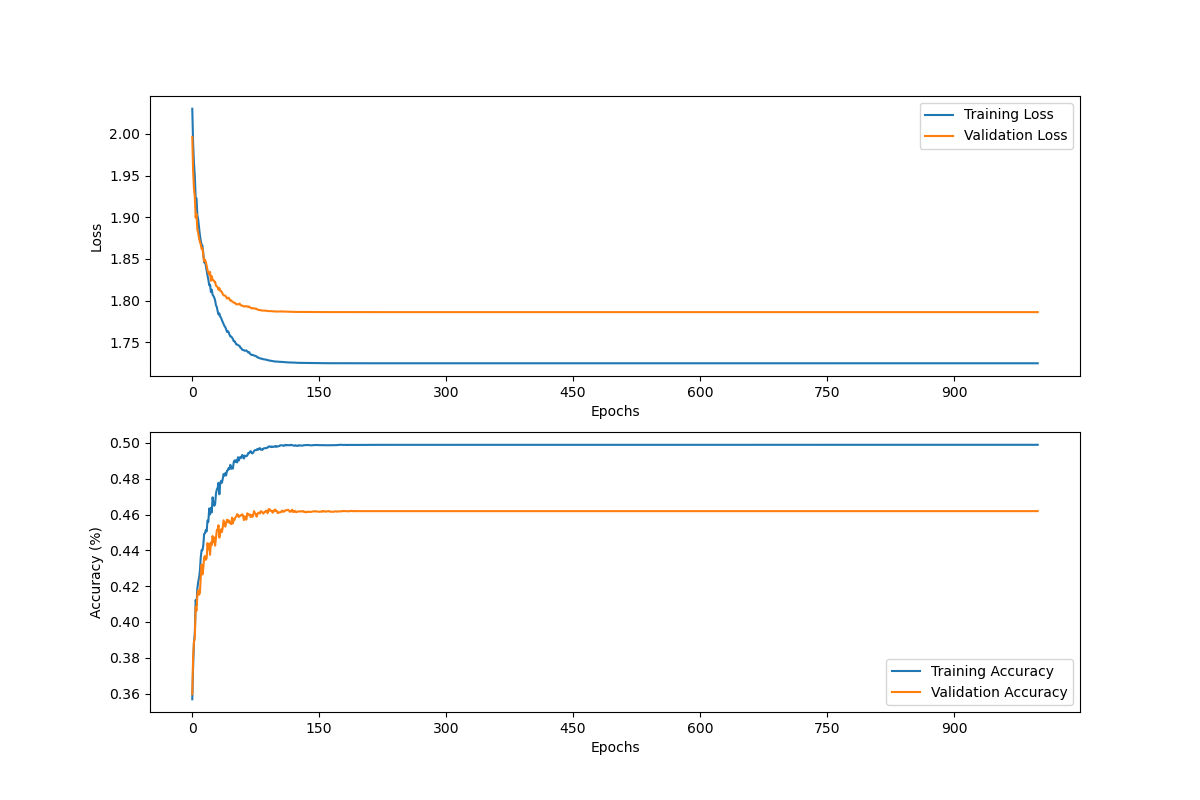 Training Loss
Validation Loss
2.00
1.95
1.90
1.85
1.80
1.75
Loss
0 150 300 450 600 750 900
Epochs
0.50
0.48
0.46
0.44
0.42
0.40
0.38
0.36
Accuracy (%)
Training Accuracy
Validation Accuracy
0 150 300 450 600 750 900
Epochs